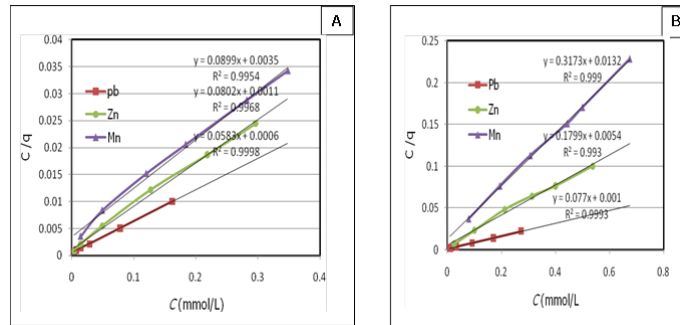 A
0.04
0.035
0.03
0.025
0.02
0.015
0.01
0.005
0
C /q
0
0.1
0.2
0.3
0.4
C(mmol/L)
pb
Zn
Mn
y = 0.0899x + 0.0035
R² = 0.9954
y = 0.0802x + 0.0011
R² = 0.9968
y = 0.0583x + 0.0006
R² = 0.9998
B
0.25
0.2
0.15
0.1
0.05
0
C/q
0
0.2
0.4
0.6
0.8
C(mmol/L
Pb
Zn
Mn
y = 0.3173x + 0.0132
R² = 0.999
y = 0.1799x + 0.0054
R² = 0.993
y = 0.077x + 0.001
R² = 0.9993